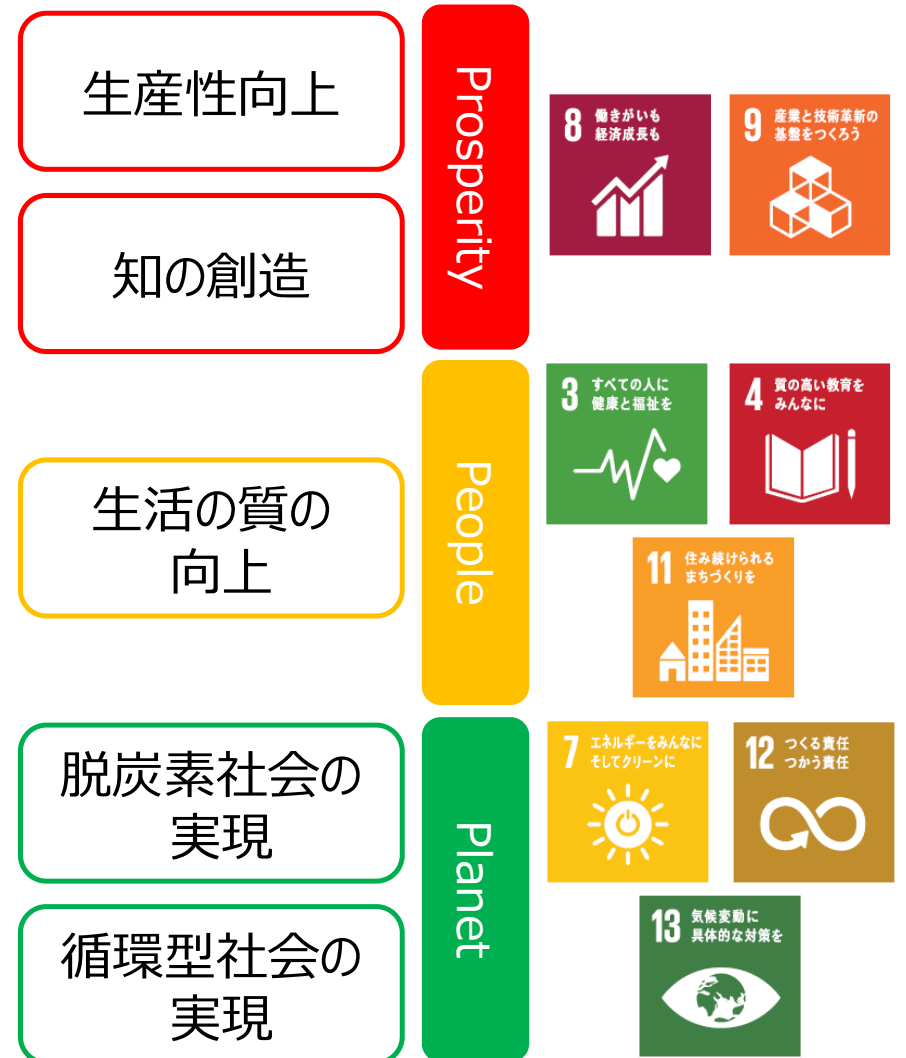 生産性向上
知の創造
Prosperity
8 働きがいも
経済成長も
9 産業と技術革新の
基盤をつくろう
生活の質の
向上
People
3 すべての人に
健康と福祉を
4 質の高い教育を
みんなに
11 住み続けられる
まちづくりを
脱炭素社会の
実現
循環型社会の
実現
Planet
7 エネルギーをみんなに
そしてクリーンに
12 つくる責任
つかう責任
13 気候変動に
具体的な対策を